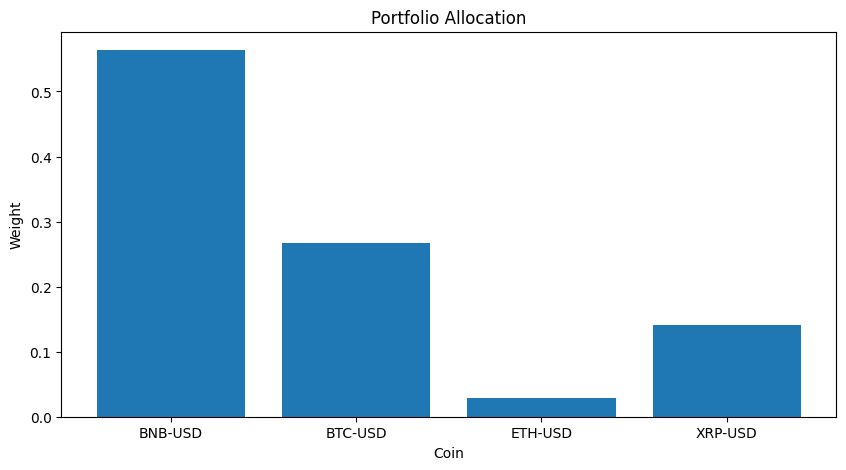 Portfolio Allocation
Weight
0.5
0.4
0.3
0.2
0.1
0.0
BNB-USD BTC-USD ETH-USD XRP-USD
Coin